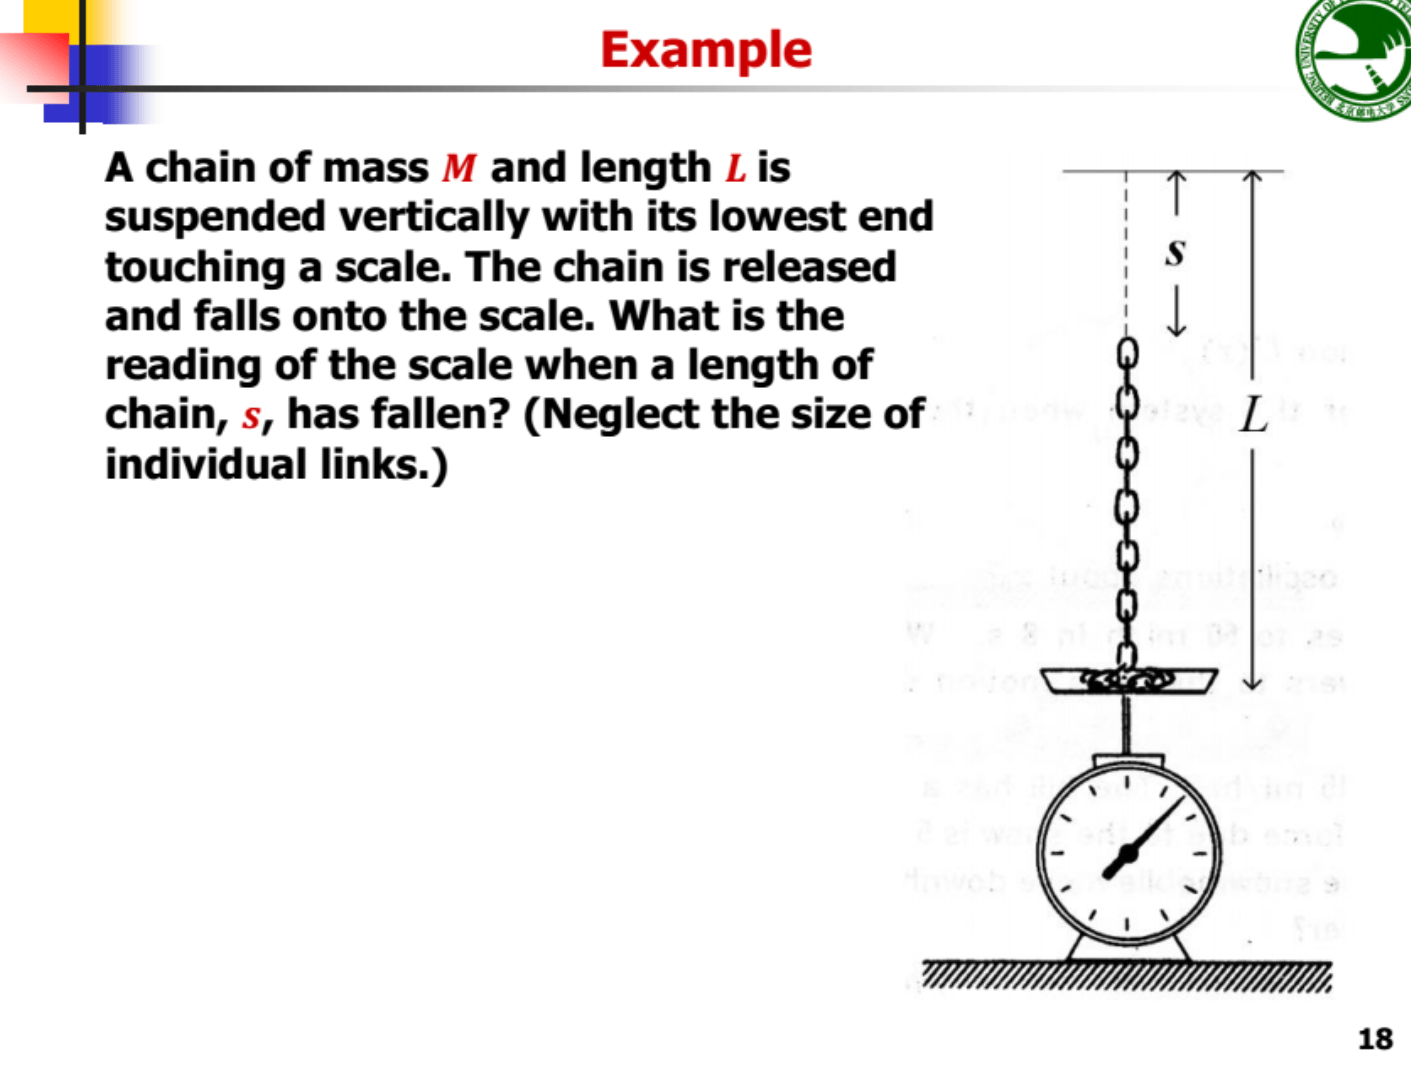 Example
A chain of mass M and length L is
suspended vertically with its lowest end
touching a scale. The chain is released
and falls onto the scale. What is the
reading of the scale when a length of
chain, s, has fallen? (Neglect the size of
individual links.)
s
L
18